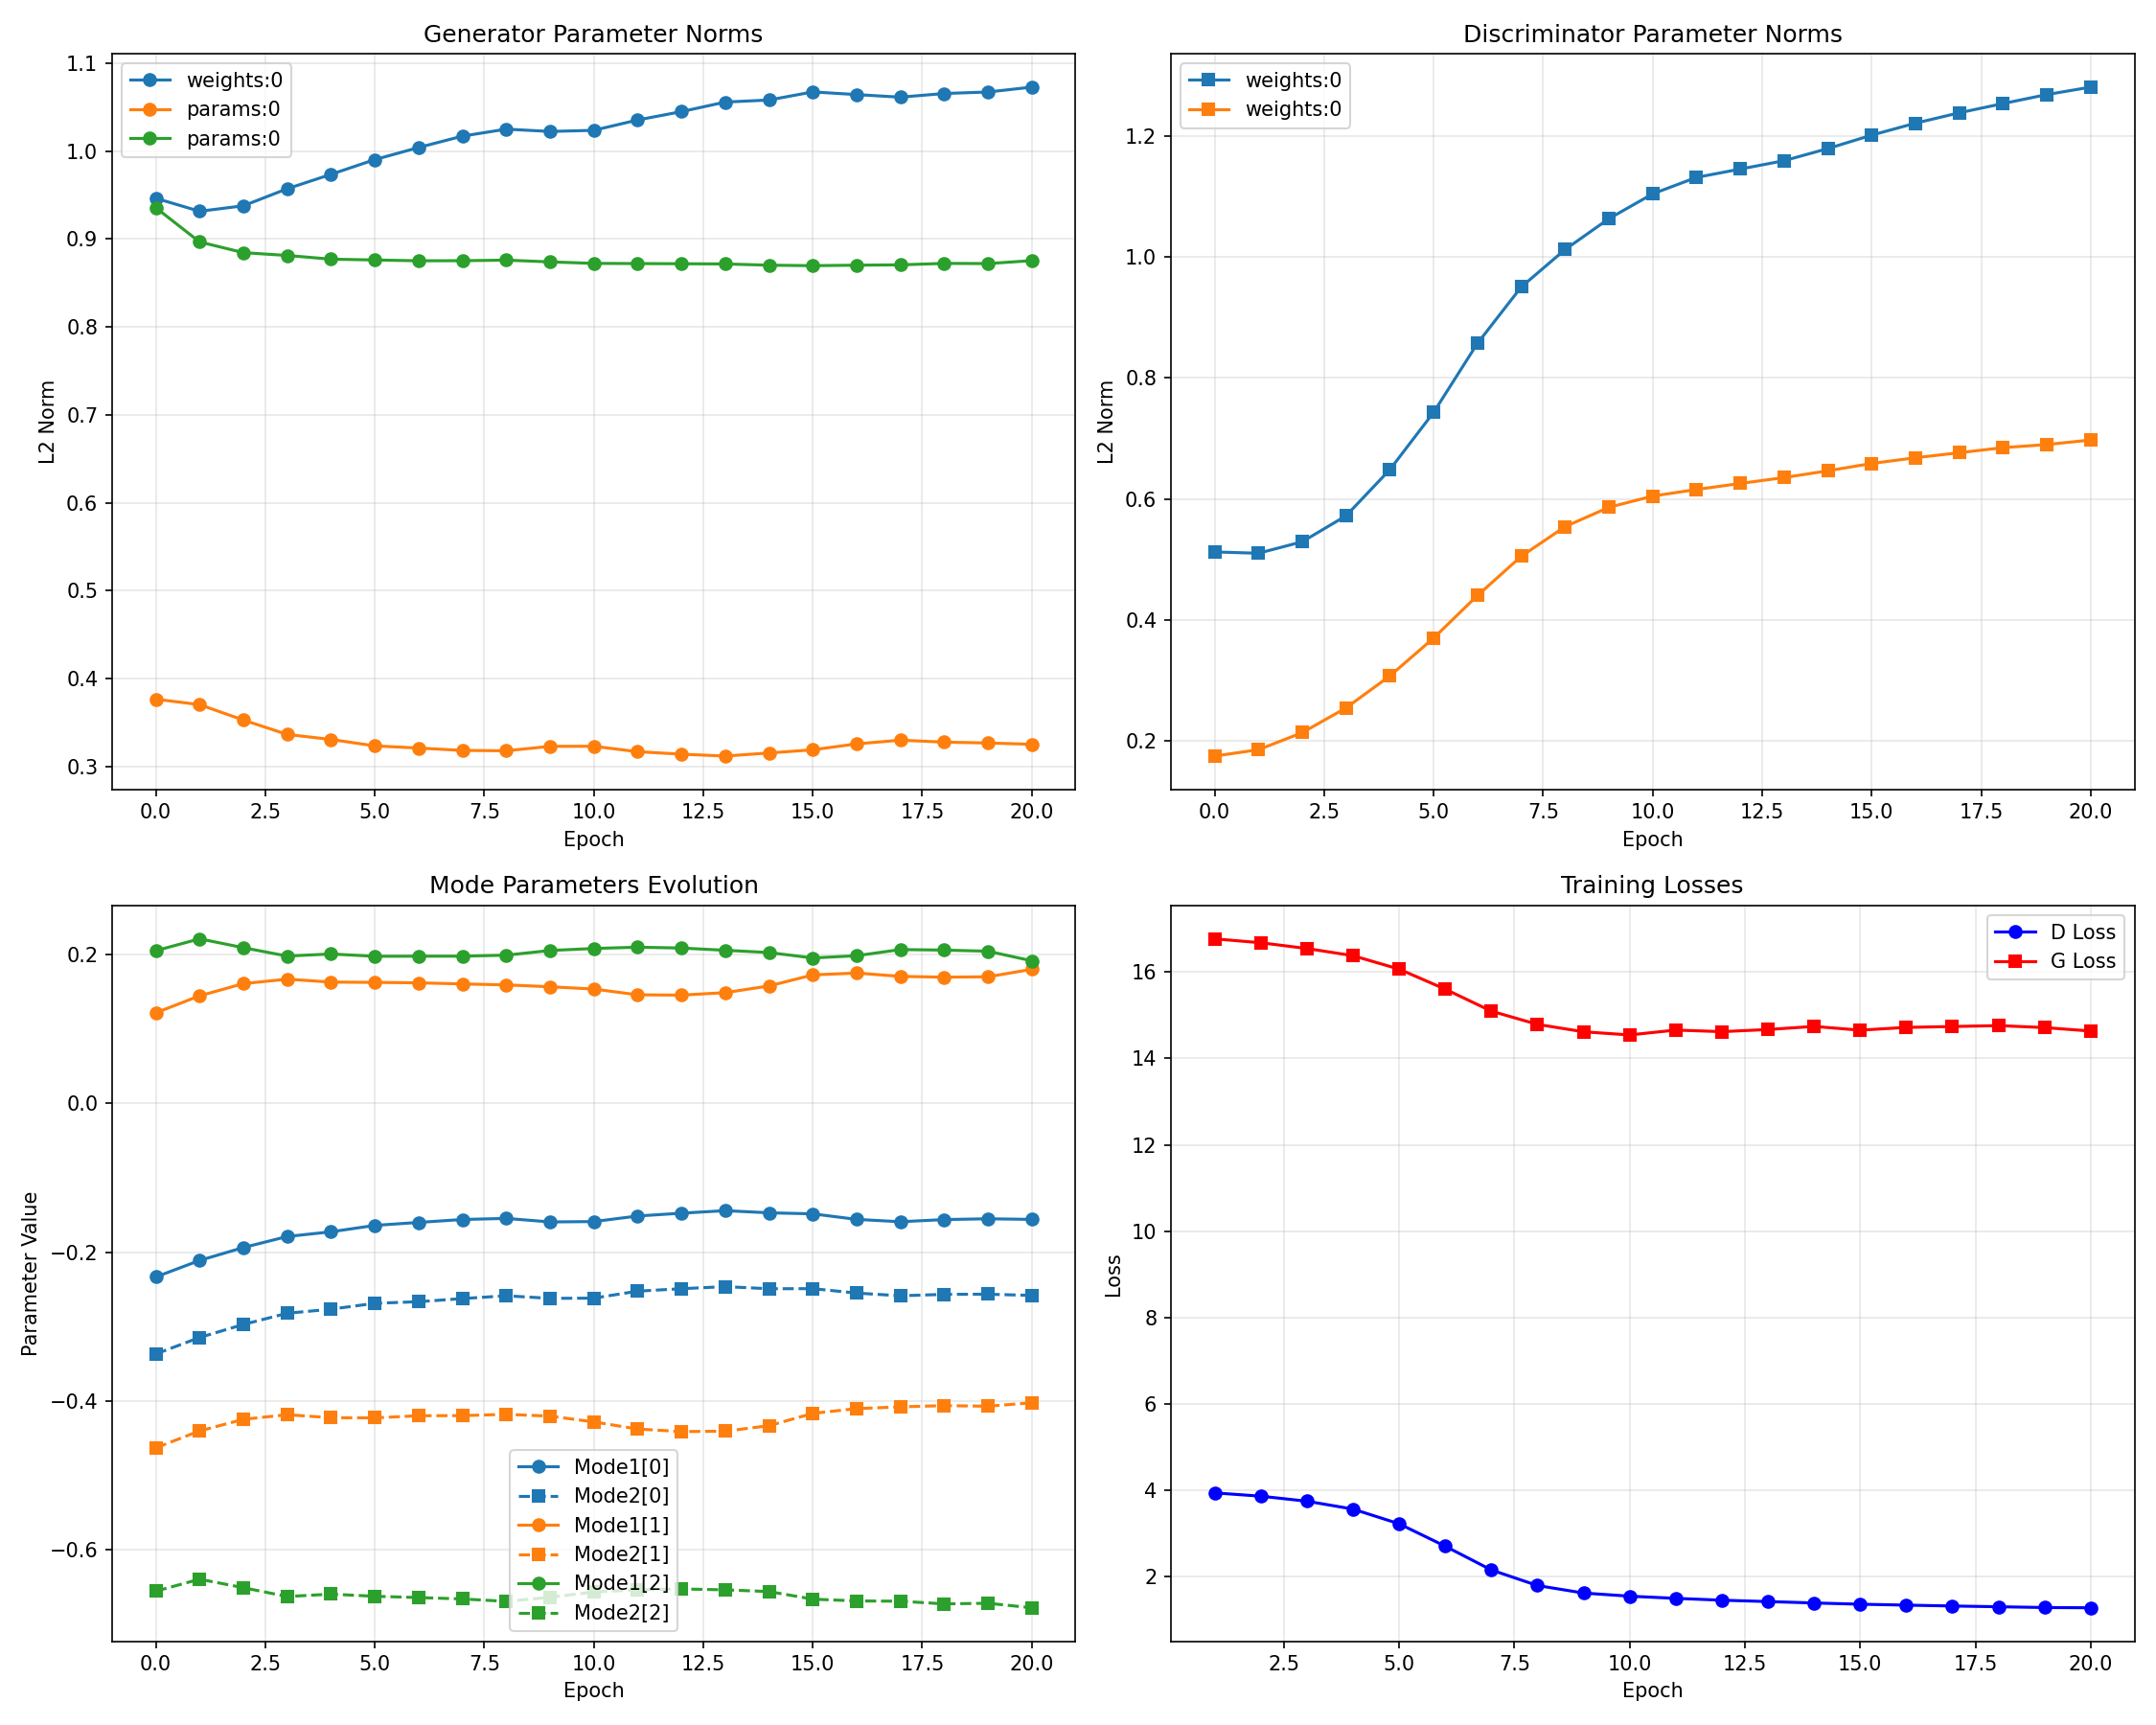 Generator Parameter Norms
weights:0
params:0
params:0
L2 Norm
1.1
1.0
0.9
0.8
0.7
0.6
0.5
0.4
0.3
0.0 2.5 5.0 7.5 10.0 12.5 15.0 17.5 20.0
Epoch
Discriminator Parameter Norms
weights:0
weights:0
L2 Norm
1.2
1.0
0.8
0.6
0.4
0.2
0.0 2.5 5.0 7.5 10.0 12.5 15.0 17.5 20.0
Epoch
Mode Parameters Evolution
Parameter Value
0.2
0.0
−0.2
−0.4
−0.6
Mode1[0]
Mode2[0]
Mode1[1]
Mode2[1]
Mode1[2]
Mode2[2]
0.0 2.5 5.0 7.5 10.0 12.5 15.0 17.5 20.0
Epoch
Training Losses
D Loss
G Loss
Loss
16
14
12
10
8
6
4
2
2.5 5.0 7.5 10.0 12.5 15.0 17.5 20.0
Epoch